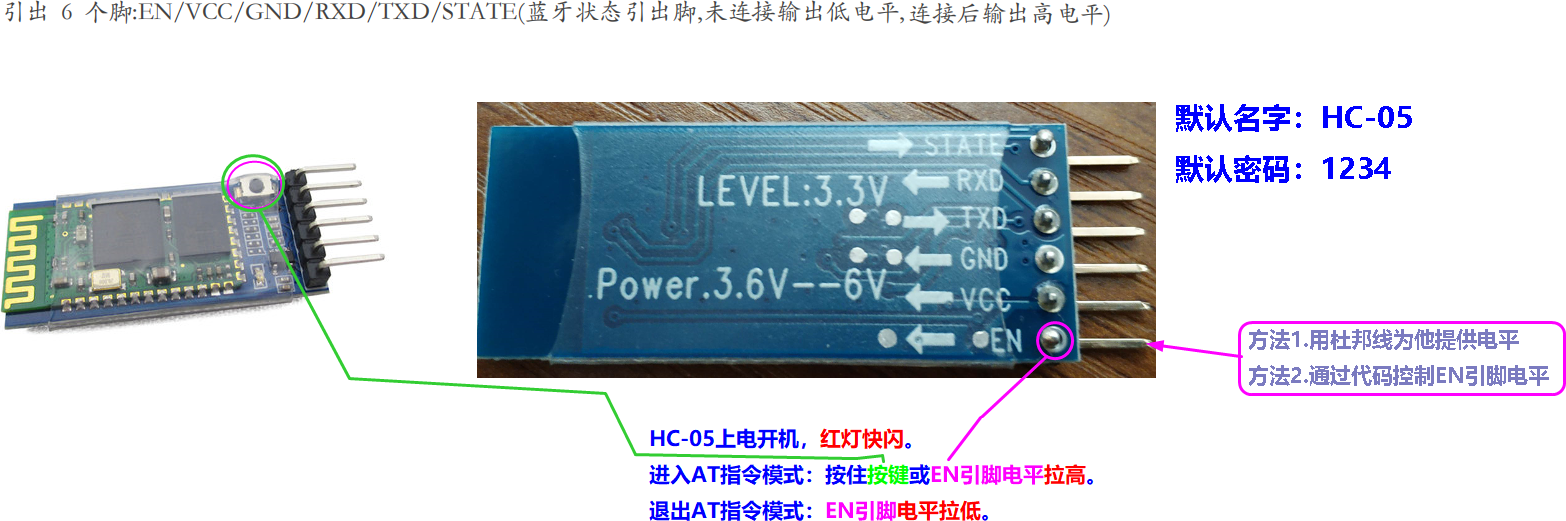 引出 6 个脚:EN/VCC/GND/RXD/TXD/STATE(蓝牙状态引出脚,未连接输出低电平,连接后输出高电平)
默认名字：HC-05
默认密码：1234
STATE
LEVEL:3.3V
RXD
TXD
GND
Power.3.6V--6V
VCC
EN
方法1.用杜邦线为他提供电平
方法2.通过代码控制EN引脚电平
HC-05上电开机，红灯快闪。
进入AT指令模式：按住按键或EN引脚电平拉高。
退出AT指令模式：EN引脚电平拉低。